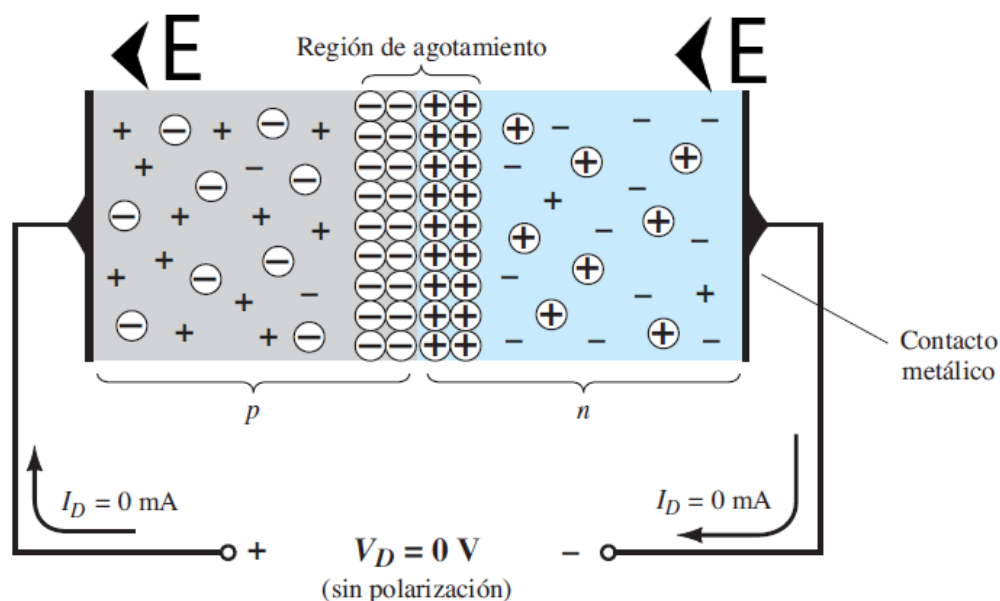 E
E
Región de agotamiento
p
n
Contacto
metálico
I_D = 0 mA
I_D = 0 mA
+
V_D = 0 V
−
(sin polarización)